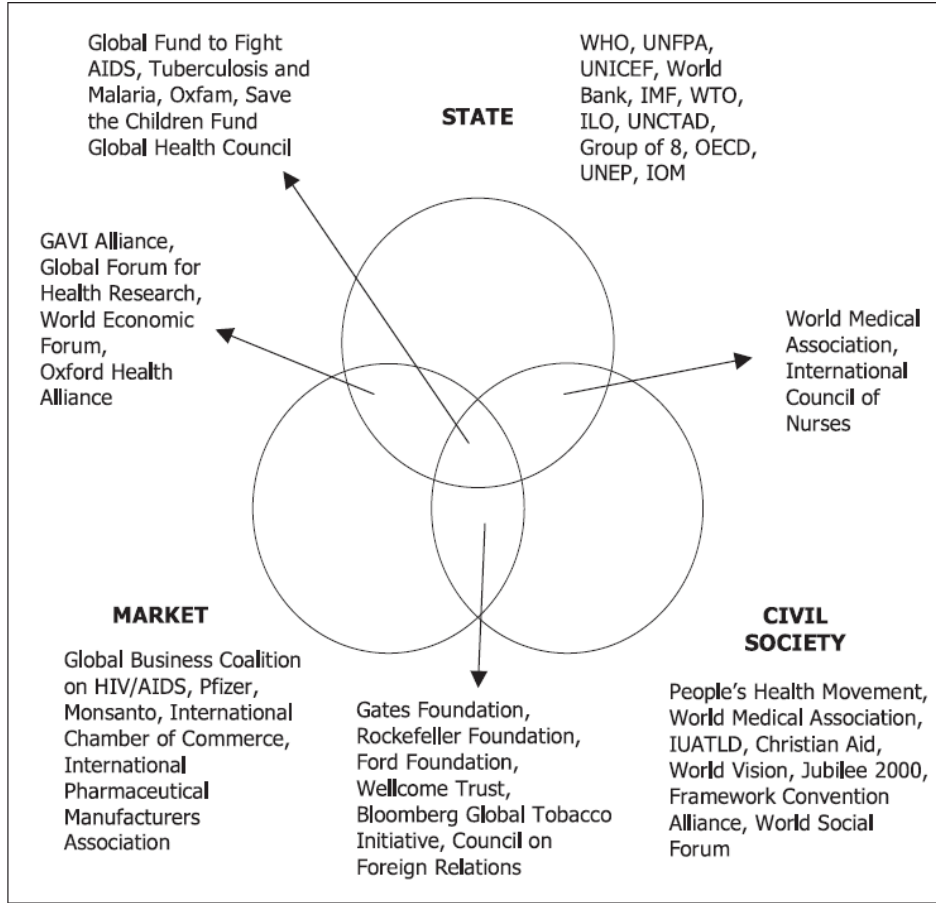 Global Fund to Fight
AIDS, Tuberculosis and
Malaria, Oxfam, Save
the Children Fund
Global Health Council
STATE
WHO, UNFPA,
UNICEF, World
Bank, IMF, WTO,
ILO, UNCTAD,
Group of 8, OECD,
UNEP, IOM
GAVI Alliance,
Global Forum for
Health Research,
World Economic
Forum,
Oxford Health
Alliance
World Medical
Association,
International
Council of
Nurses
MARKET
Global Business Coalition
on HIV/AIDS, Pfizer,
Monsanto, International
Chamber of Commerce,
International
Pharmaceutical
Manufacturers
Association
Gates Foundation,
Rockefeller Foundation,
Ford Foundation,
Wellcome Trust,
Bloomberg Global Tobacco
Initiative, Council on
Foreign Relations
CIVIL
SOCIETY
People's Health Movement,
World Medical Association,
IUATLD, Christian Aid,
World Vision, Jubilee 2000,
Framework Convention
Alliance, World Social
Forum